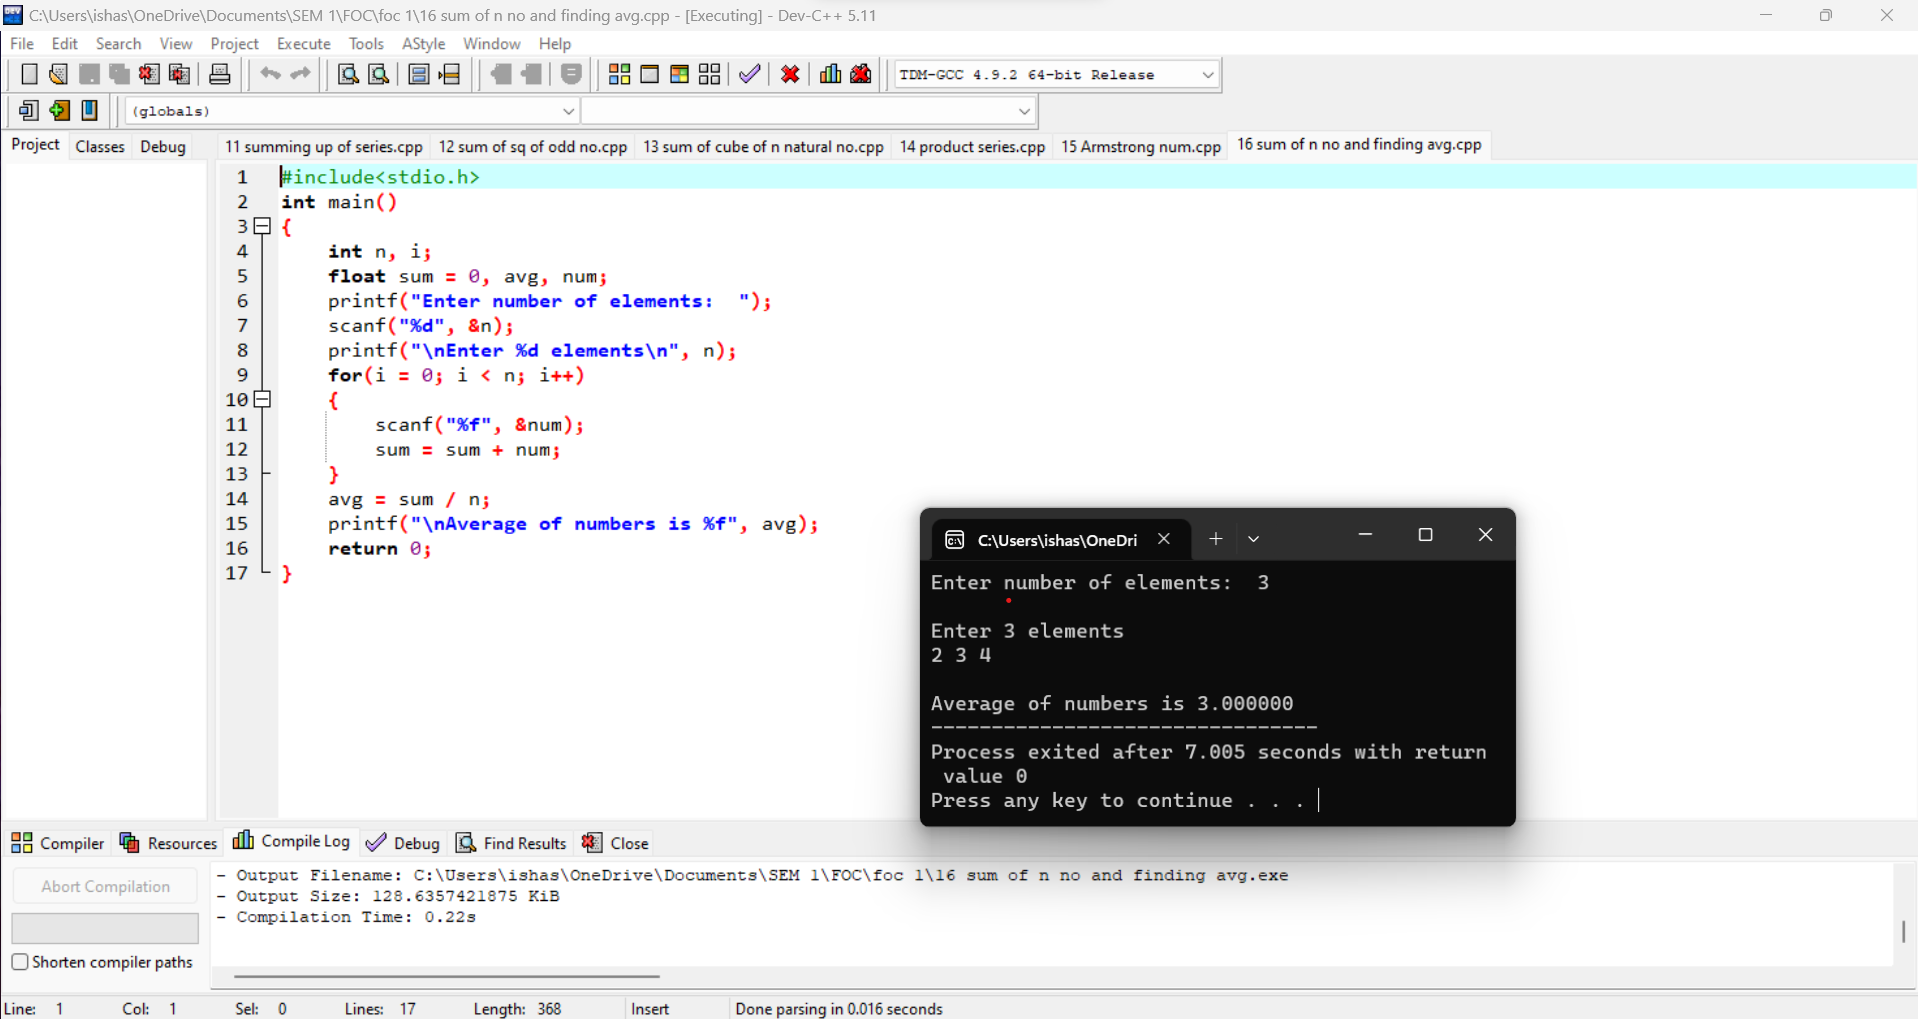 C:\Users\ishas\OneDrive\Documents\SEM 1\FOC\foc 1\16 sum of n no and finding avg.cpp - [Executing] - Dev-C++ 5.11
File Edit Search View Project Execute Tools AStyle Window Help
TDM-GCC 4.9.2 64-bit Release
(globals)
Project Classes Debug
11 summing up of series.cpp 12 sum of sq of odd no.cpp 13 sum of cube of n natural no.cpp 14 product series.cpp 15 Armstrong num.cpp 16 sum of n no and finding avg.cpp
1 #include<stdio.h>
2 int main()
3 {
4 int n, i;
5 float sum = 0, avg, num;
6 printf("Enter number of elements:  ");
7 scanf("%d", &n);
8 printf("\nEnter %d elements\n", n);
9 for(i = 0; i < n; i++)
10 {
11 scanf("%f", &num);
12 sum = sum + num;
13 }
14 avg = sum / n;
15 printf("\nAverage of numbers is %f", avg);
16 return 0;
17 }
C:\Users\ishas\OneDri
Enter number of elements:  3
Enter 3 elements
2 3 4
Average of numbers is 3.000000
--------------------------------
Process exited after 7.005 seconds with return
value 0
Press any key to continue . . .
Compiler Resources Compile Log Debug Find Results Close
Abort Compilation
Shorten compiler paths
- Output Filename: C:\Users\ishas\OneDrive\Documents\SEM 1\FOC\foc 1\16 sum of n no and finding avg.exe
- Output Size: 128.6357421875 KiB
- Compilation Time: 0.22s
Line: 1 Col: 1 Sel: 0 Lines: 17 Length: 368 Insert Done parsing in 0.016 seconds